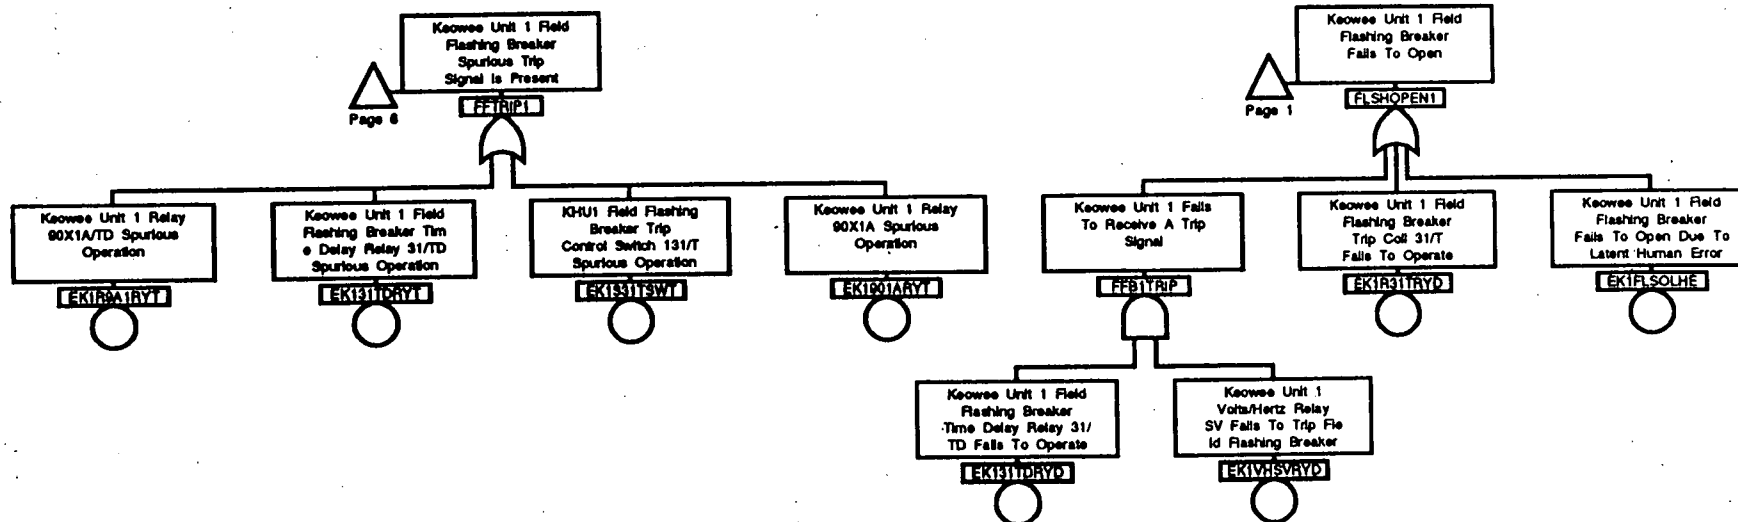 Keowee Unit 1 Field
Flashing Breaker
Spurious Trip
Signal Is Present
Page 6
FFTRIP1
Keowee Unit 1 Relay
90X1A/TD Spurious
Operation
EK1R9A1RYT
Keowee Unit 1 Field
Flashing Breaker Tim
e Delay Relay 31/TD
Spurious Operation
EK131TDRYT
KHU1 Field Flashing
Breaker Trip
Control Switch 131/T
Spurious Operation
EK1S31TSWT
Keowee Unit 1 Relay
90X1A Spurious
Operation
EK1901ARYT
Keowee Unit 1 Field
Flashing Breaker
Fails To Open
Page 1
FLSHOPEN1
Keowee Unit 1 Fails
To Receive A Trip
Signal
FFB1TRIP
Keowee Unit 1 Field
Flashing Breaker
Trip Coil 31/T
Fails To Operate
EK1R31TRYD
Keowee Unit 1 Field
Flashing Breaker
Fails To Open Due To
Latent Human Error
EK1FLSOLHE
Keowee Unit 1 Field
Flashing Breaker
Time Delay Relay 31/
TD Fails To Operate
EK131TDRYD
Keowee Unit 1
Volts/Hertz Relay
SV Fails To Trip Fie
ld Flashing Breaker
EK1VHSVRYD